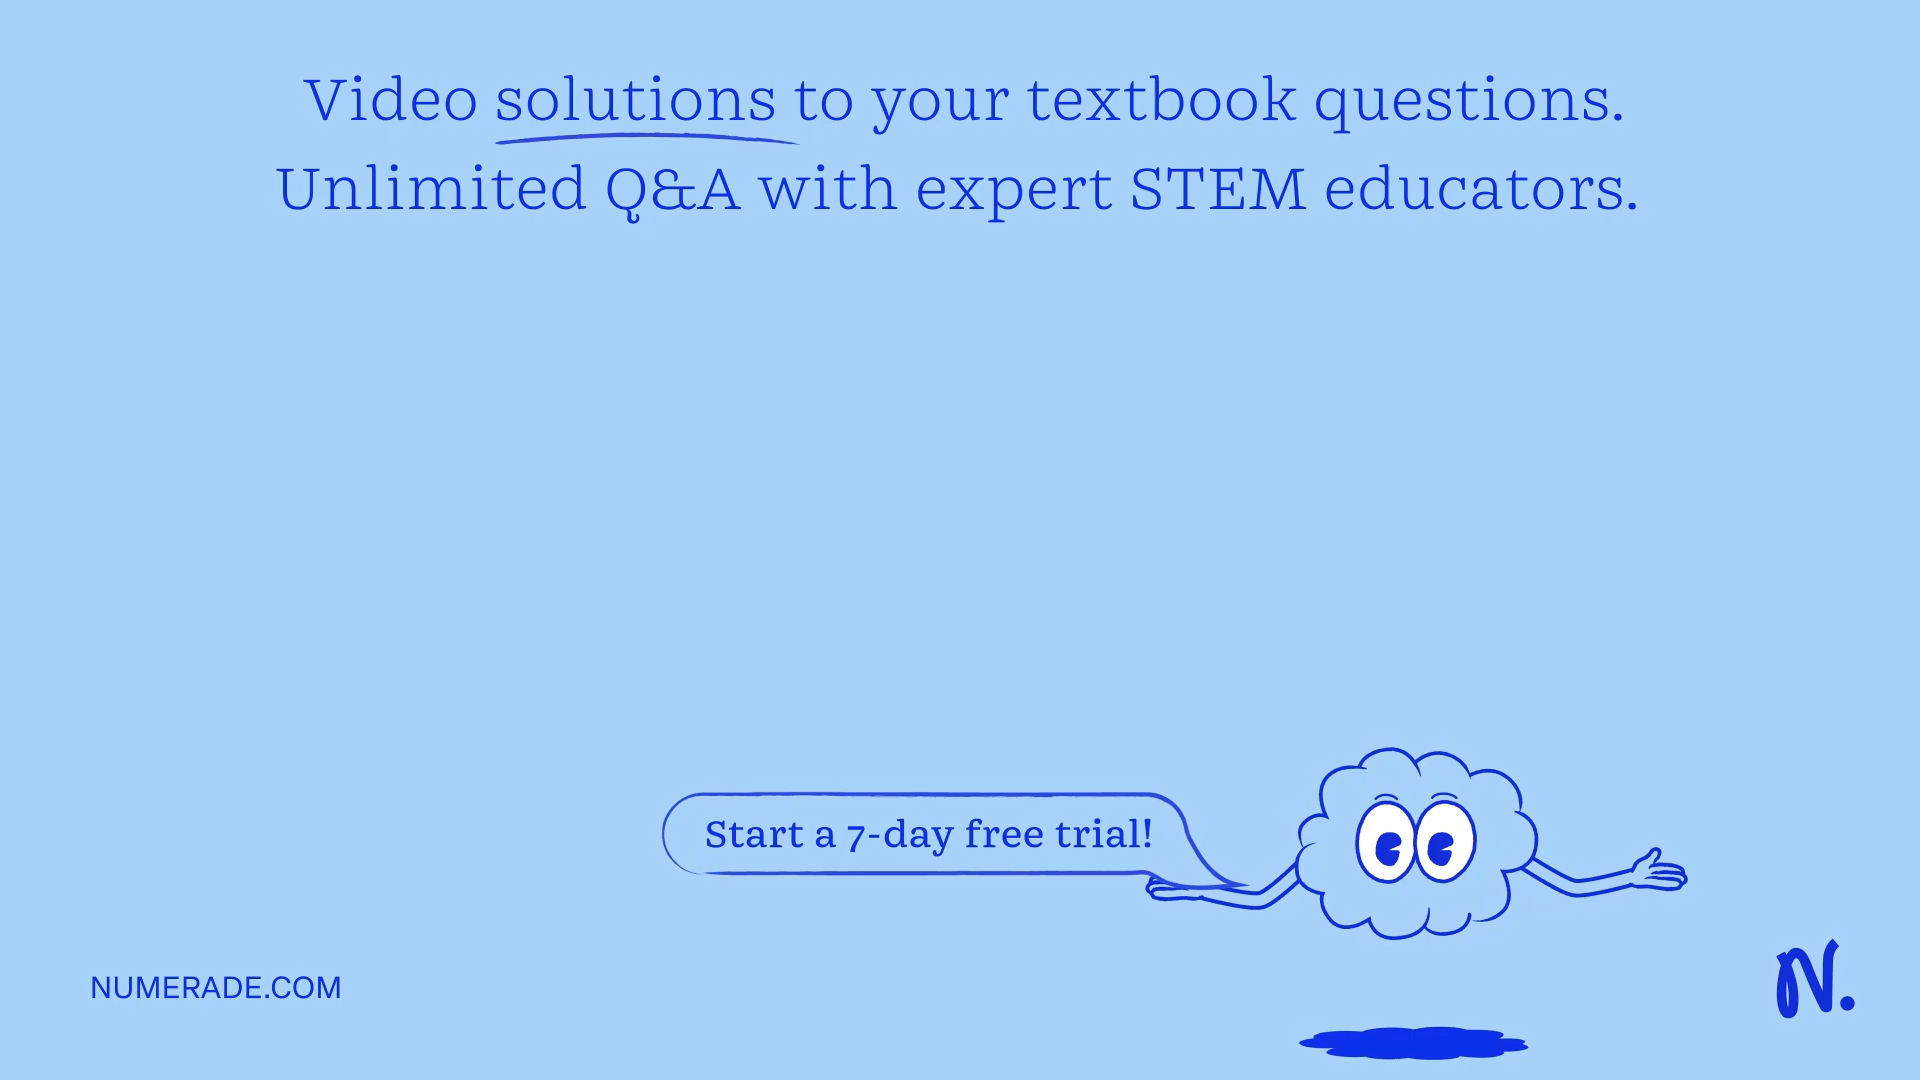 Video solutions to your textbook questions.
Unlimited Q&A with expert STEM educators.
Start a 7-day free trial!
NUMERADE.COM
N.